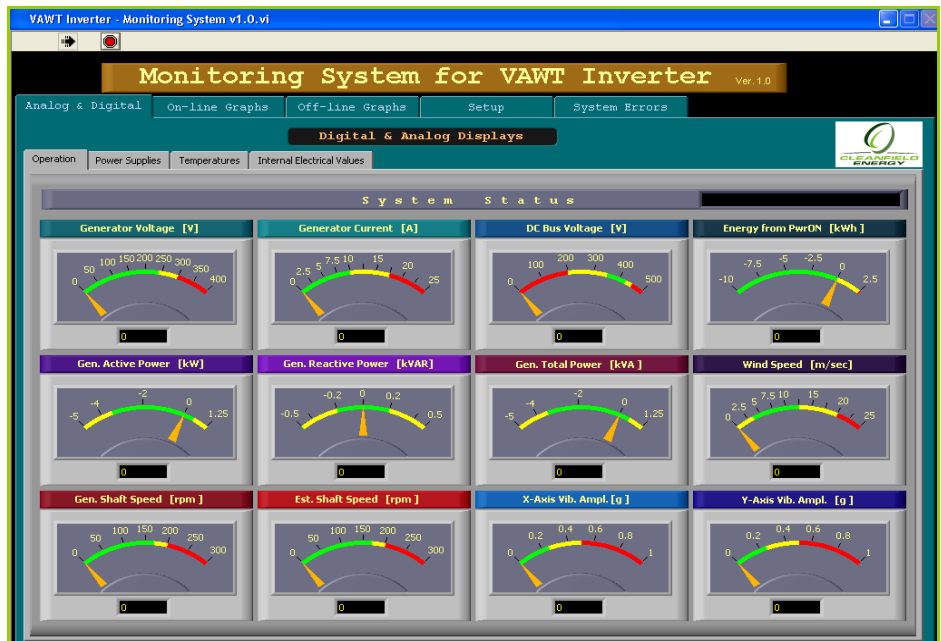 VAWT Inverter - Monitoring System v1.0.vi
Monitoring System for VAWT Inverter Ver. 1.0
Analog & Digital On-line Graphs Off-line Graphs Setup System Errors
Digital & Analog Displays
CLEANFIELD
ENERGY
Operation Power Supplies Temperatures Internal Electrical Values
System Status
Generator Voltage [V] Generator Current [A] DC Bus Voltage [V] Energy from PwrON [kWh ]
0 50 100 150 200 250 300 350 400
0 2.5 5 7.5 10 15 20 25
0 100 200 300 400 500
-10 -7.5 -5 -2.5 0 2.5
0 0 0 0
Gen. Active Power [kW] Gen. Reactive Power [kVAR] Gen. Total Power [kVA ] Wind Speed [m/sec]
-5 -4 -2 0 1.25
-0.5 -0.2 0 0.2 0.5
-5 -4 -2 0 1.25
0 2.5 5 7.5 10 15 20 25
0 0 0 0
Gen. Shaft Speed [rpm ] Est. Shaft Speed [rpm ] X-Axis Vib. Ampl. [g ] Y-Axis Vib. Ampl. [g ]
0 50 100 150 200 250 300
0 50 100 150 200 250 300
0 0.2 0.4 0.6 0.8 1
0 0.2 0.4 0.6 0.8 1
0 0 0 0